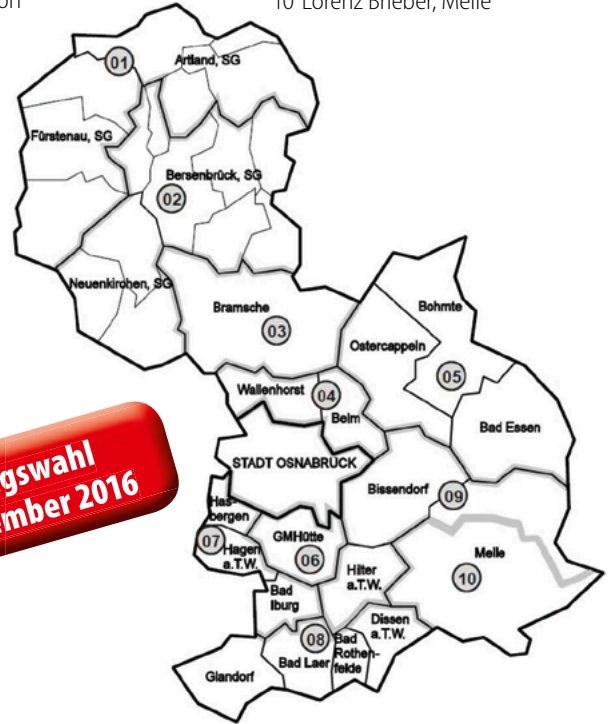 10 Lorenz Brieber, Melle
01
Artland, SG
Fürstenau, SG
Bersenbrück, SG
02
Neuenkirchen, SG
Bramsche
03
Bohmte
Ostercappeln
05
Wallenhorst
04
Belm
Bad Essen
STADT OSNABRÜCK
Bissendorf
09
gswahl
ember 2016
Has-
bergen
07
Hagen
a.T.W.
GMHütte
06
Hilter
a.T.W.
Melle
10
Bad
Iburg
Dissen
a.T.W.
08
Bad Laer
Bad
Rothen-
felde
Glandorf